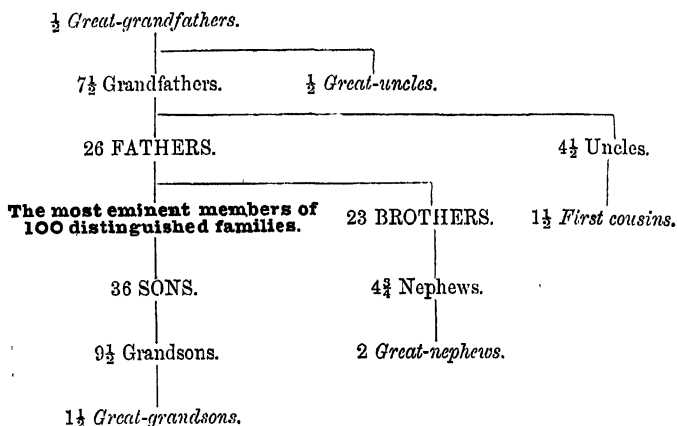 ½ Great-grandfathers.
7½ Grandfathers. ½ Great-uncles.
26 FATHERS. 4½ Uncles.
The most eminent members of
100 distinguished families. 23 BROTHERS. 1½ First cousins.
36 SONS. 4¾ Nephews.
9½ Grandsons. 2 Great-nephews.
1½ Great-grandsons.